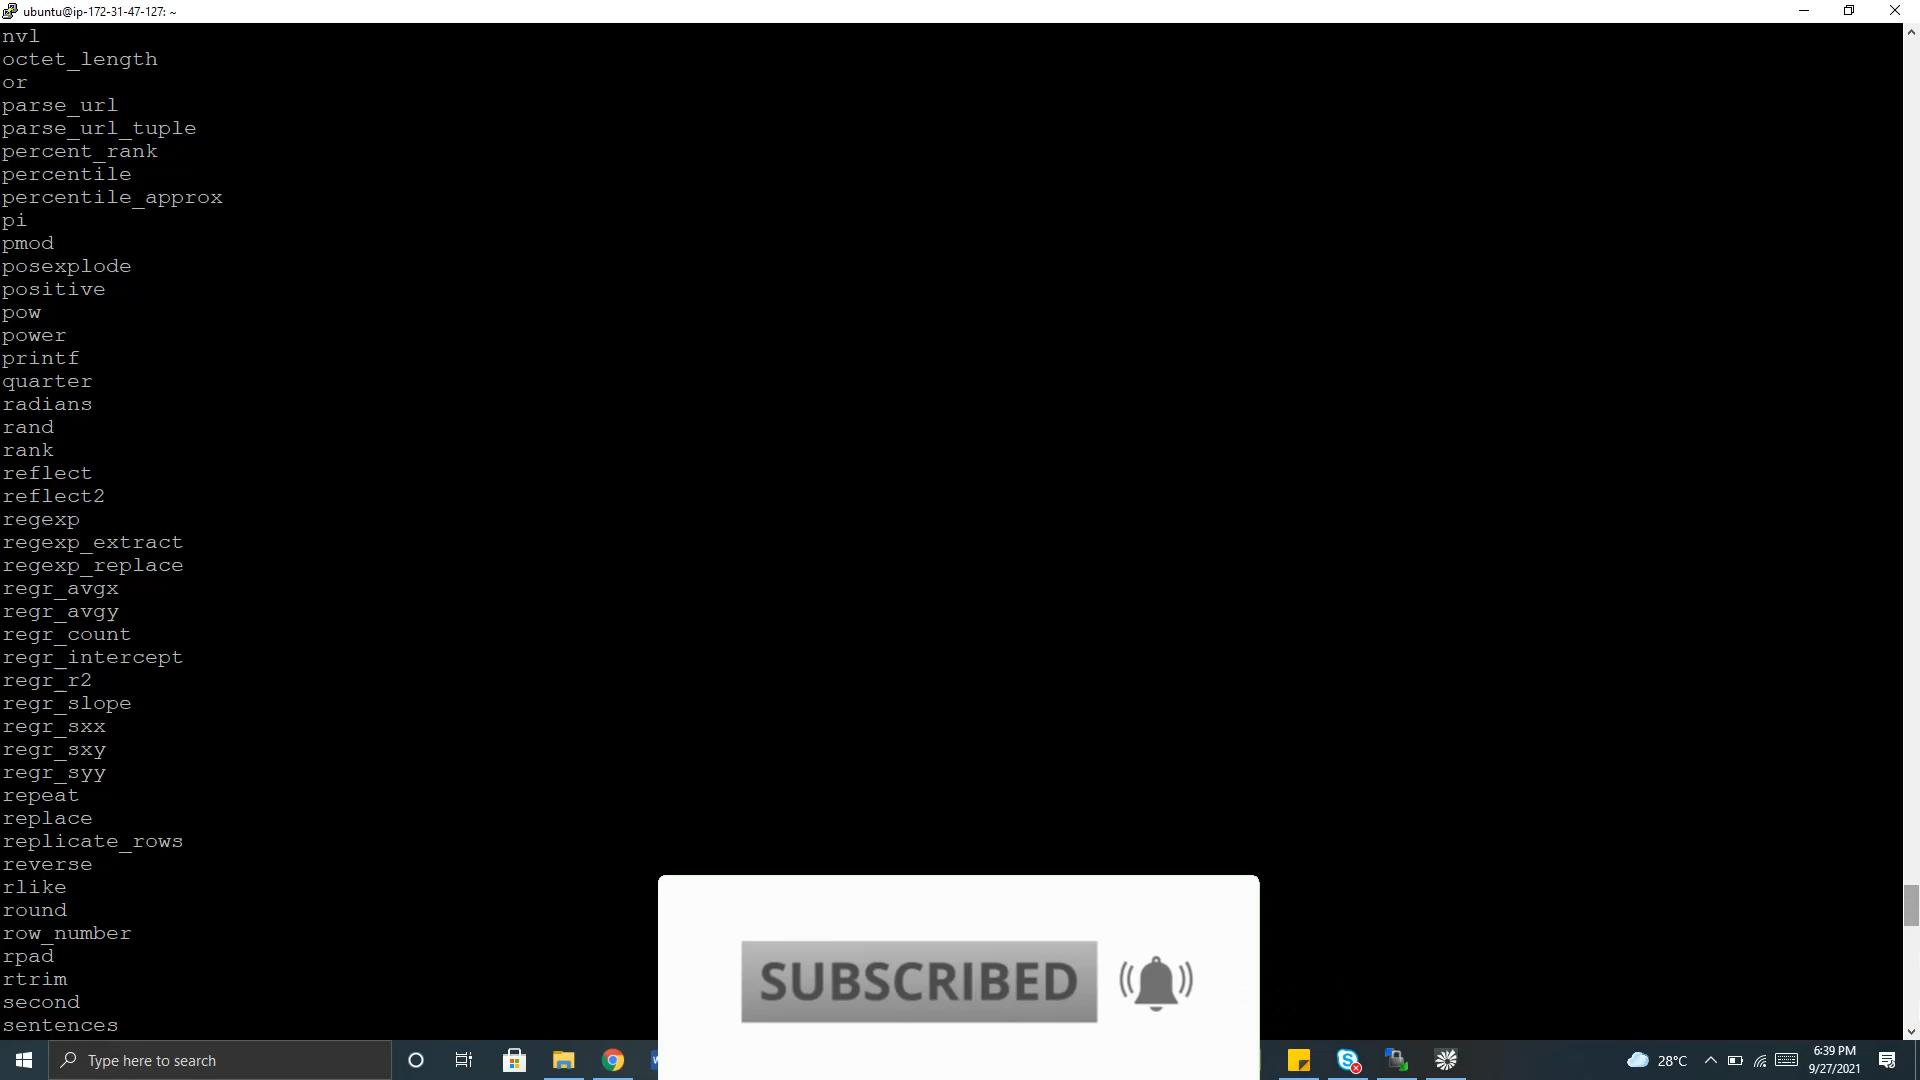 ubuntu@ip-172-31-47-127: ~
nvl
octet_length
or
parse_url
parse_url_tuple
percent_rank
percentile
percentile_approx
pi
pmod
posexplode
positive
pow
power
printf
quarter
radians
rand
rank
reflect
reflect2
regexp
regexp_extract
regexp_replace
regr_avgx
regr_avgy
regr_count
regr_intercept
regr_r2
regr_slope
regr_sxx
regr_sxy
regr_syy
repeat
replace
replicate_rows
reverse
rlike
round
row_number
rpad
rtrim
second
sentences
SUBSCRIBED
Type here to search
28°C
6:39 PM
9/27/2021